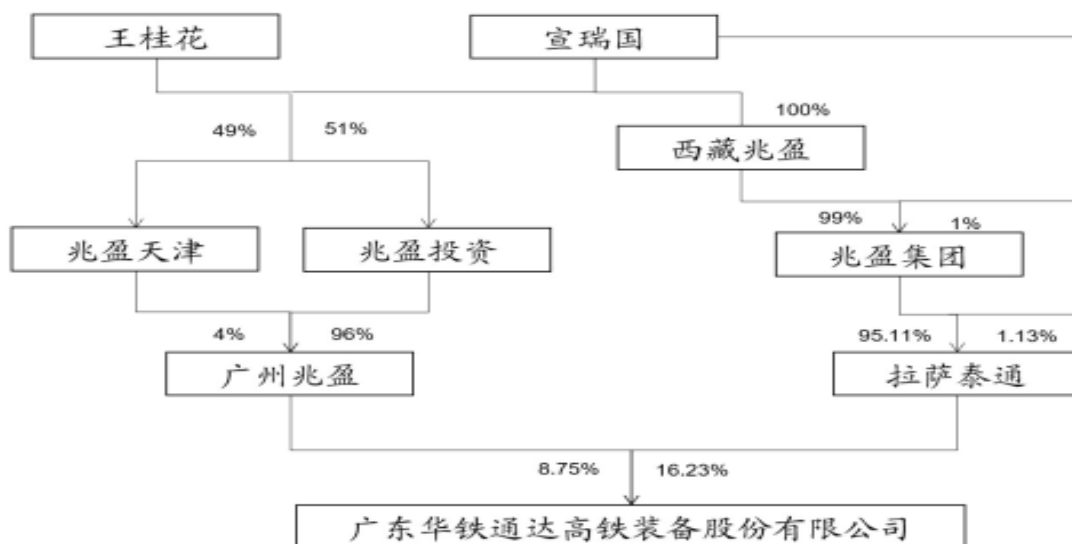 王桂花
宣瑞国
100%
49%
51%
西藏兆盈
99%
1%
兆盈天津
兆盈投资
兆盈集团
4%
96%
95.11%
1.13%
广州兆盈
拉萨泰通
8.75%
16.23%
广东华铁通达高铁装备股份有限公司